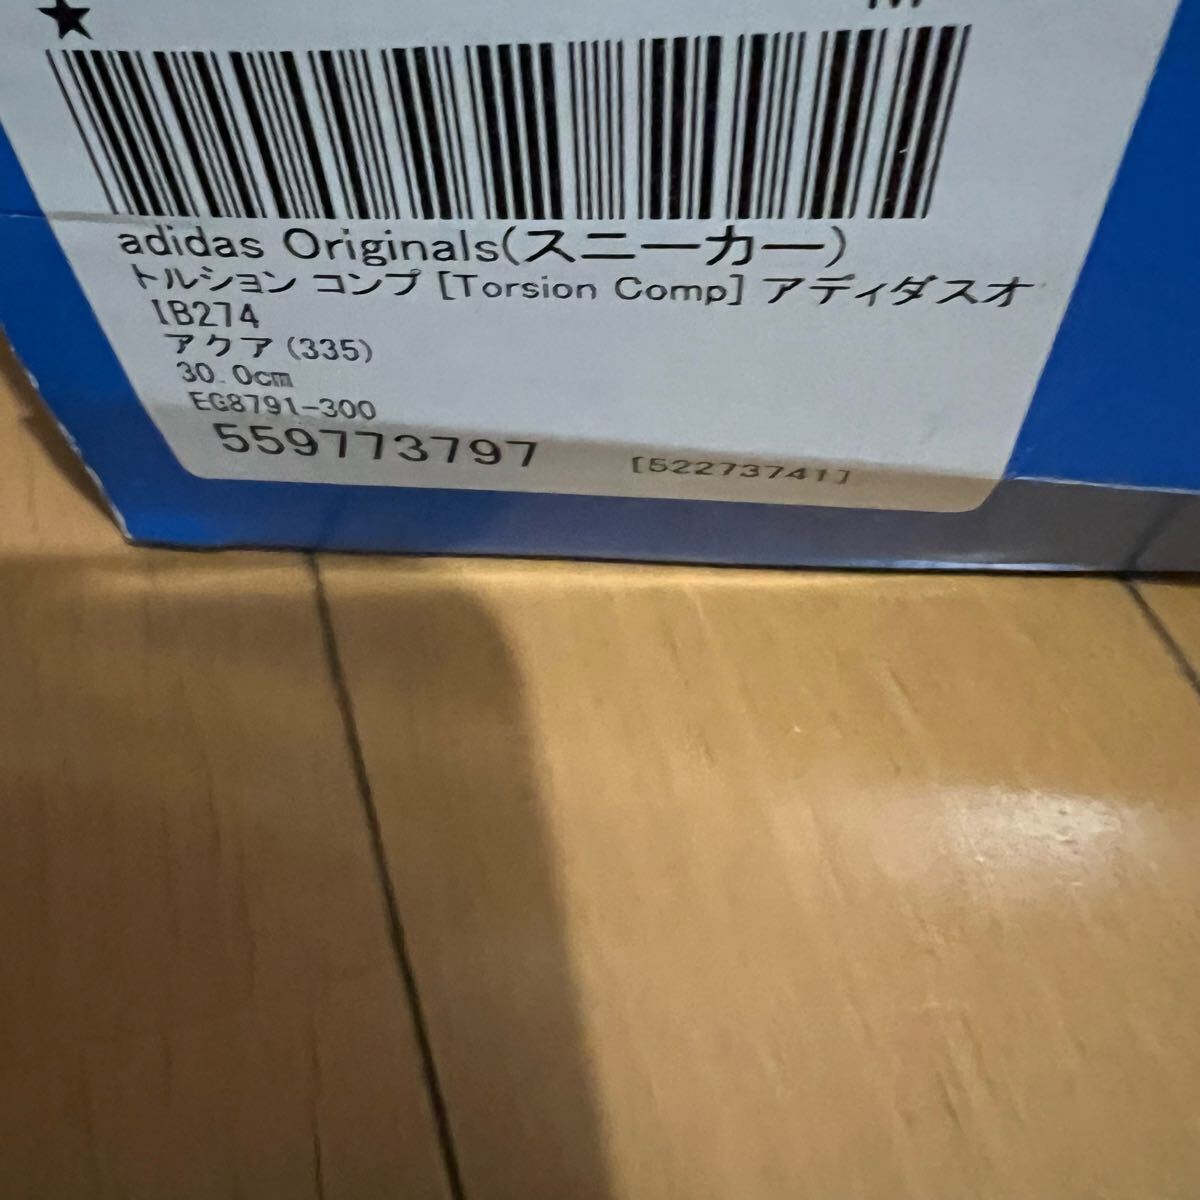 ★
adidas Originals(スニーカー)
トルション コンプ [Torsion Comp] アディダスオ
IB274
アクア(335)
30.0cm
EG8791-300
559773797 [52273741]